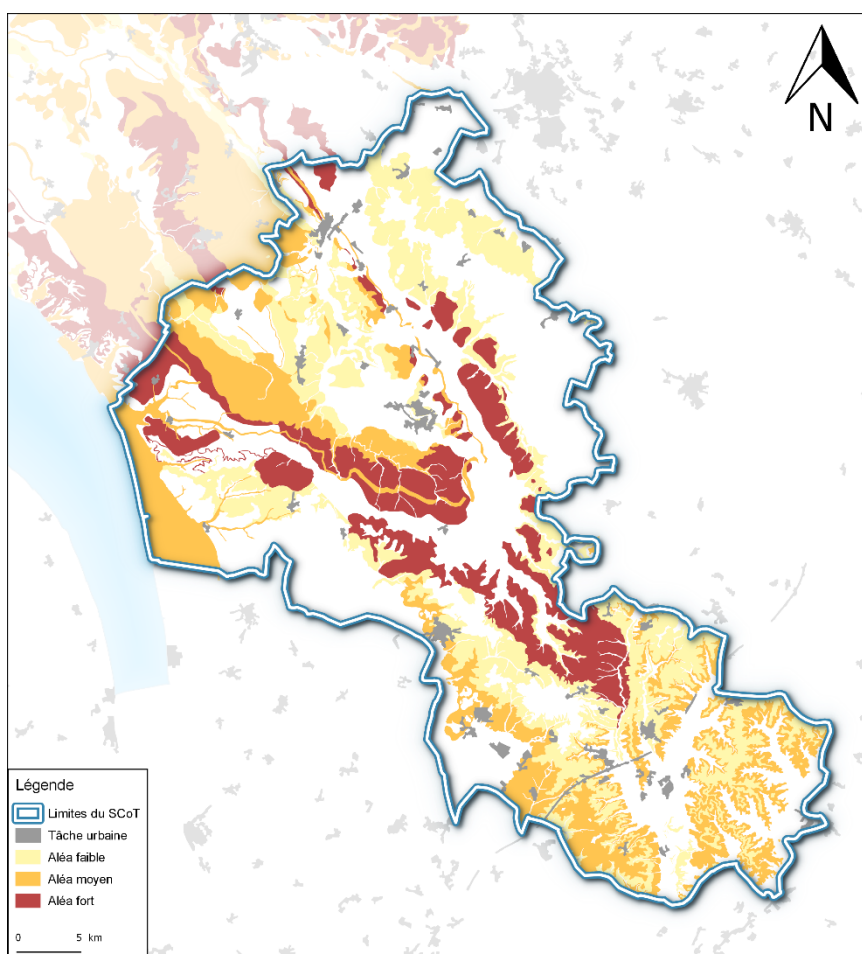 N
Légende
Limites du SCoT
Tâche urbaine
Aléa faible
Aléa moyen
Aléa fort
0 5 km